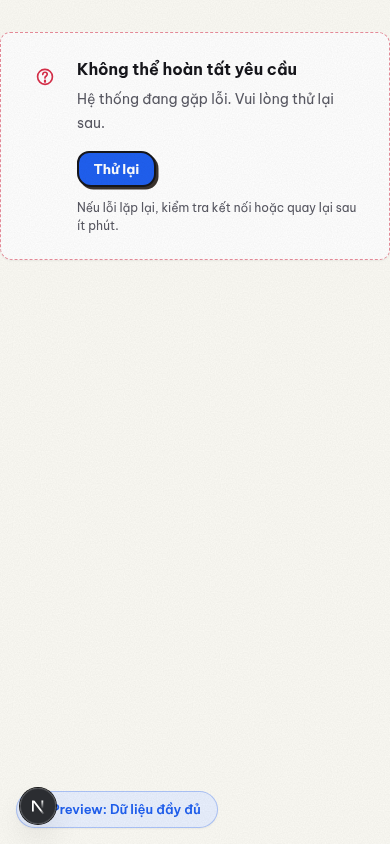 Không thể hoàn tất yêu cầu
Hệ thống đang gặp lỗi. Vui lòng thử lại
sau.
Thử lại
Nếu lỗi lặp lại, kiểm tra kết nối hoặc quay lại sau
ít phút.
N
Preview: Dữ liệu đầy đủ